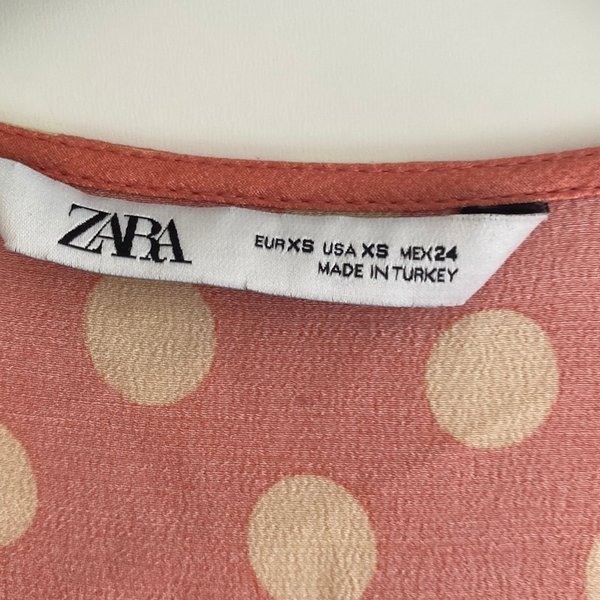 ZARA
EUR XS USA XS MEX 24
MADE IN TURKEY